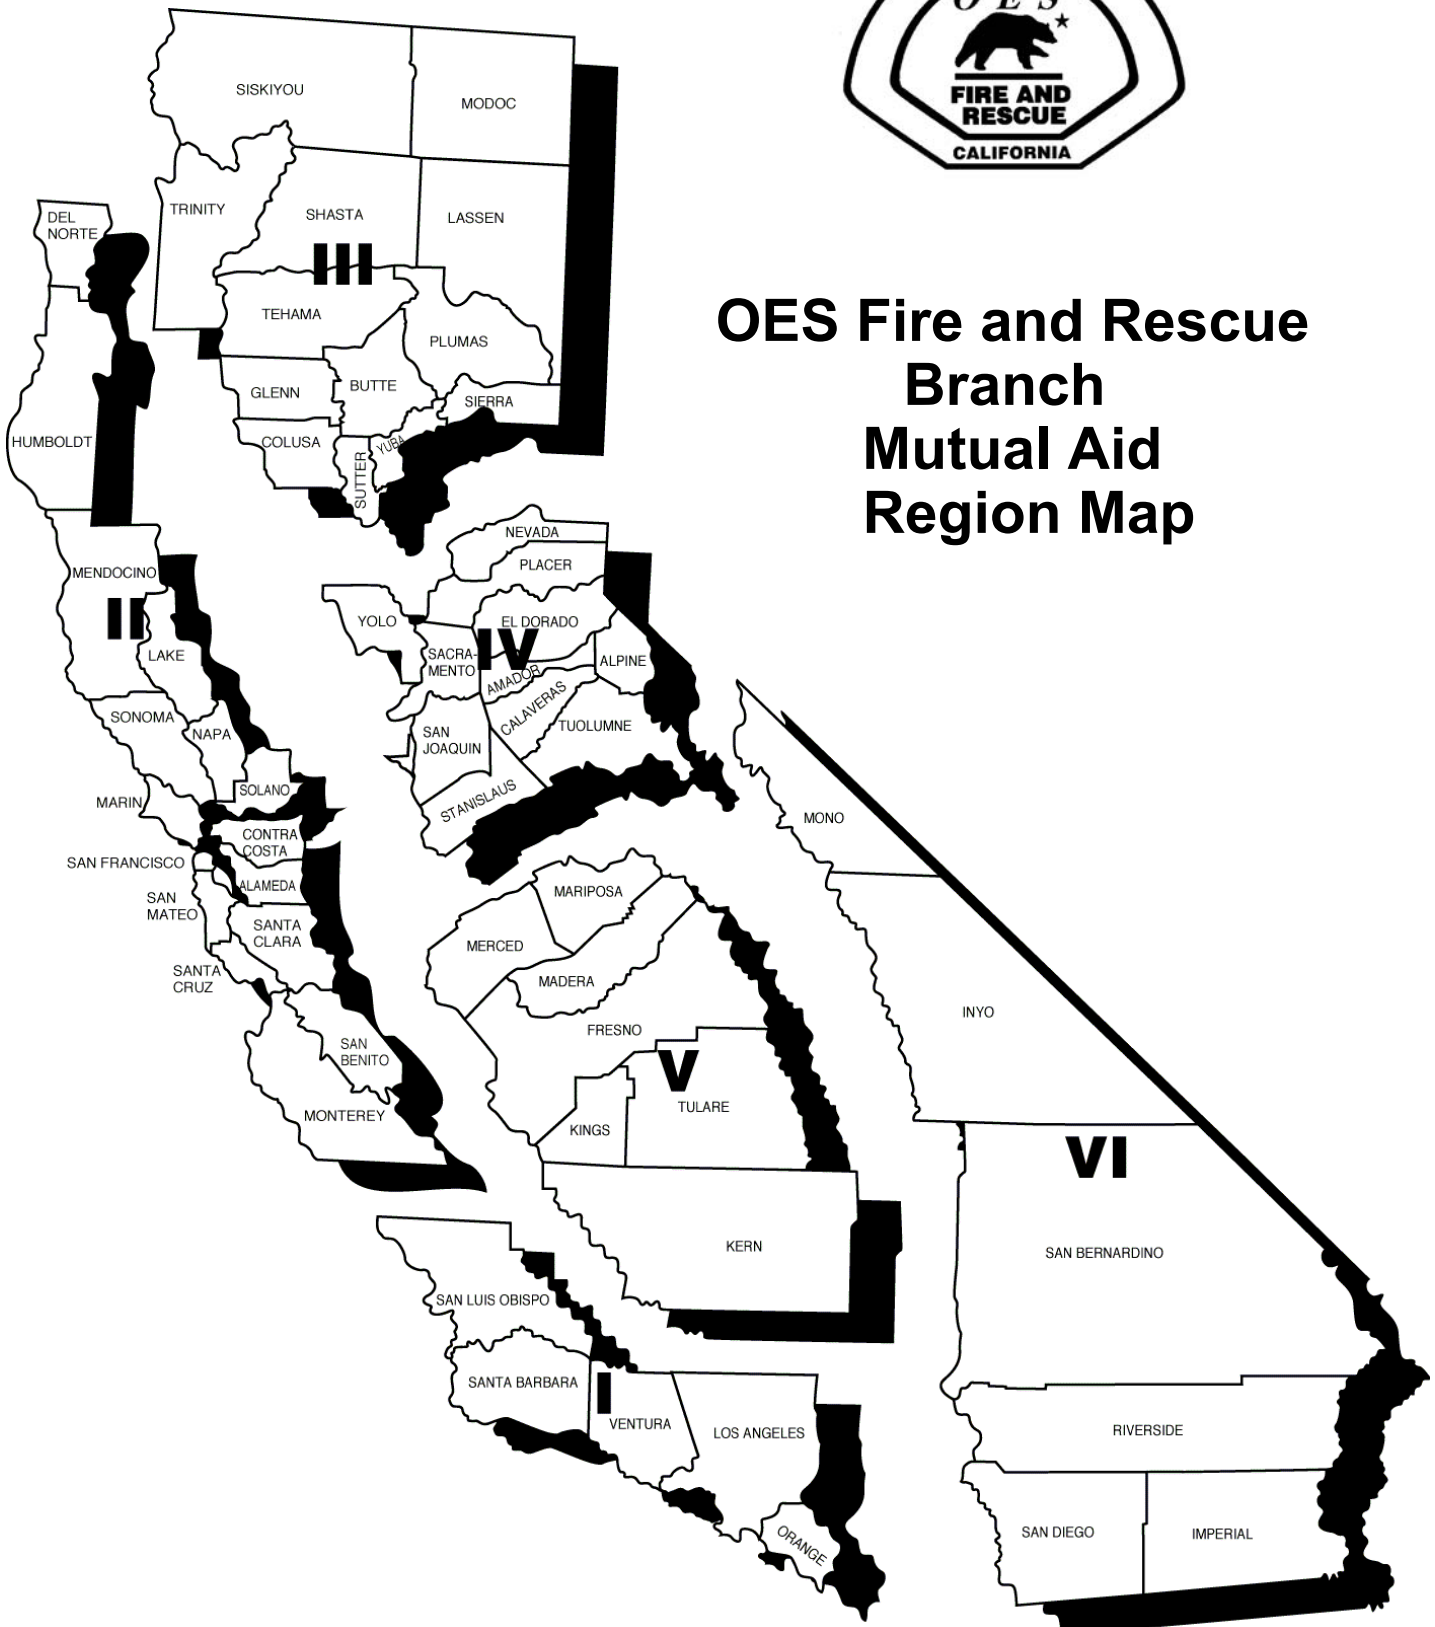 OES
FIRE AND
RESCUE
CALIFORNIA
OES Fire and Rescue
Branch
Mutual Aid
Region Map
SISKIYOU
MODOC
TRINITY
SHASTA
LASSEN
III
TEHAMA
PLUMAS
GLENN
BUTTE
SIERRA
COLUSA
SUTTER
YUBA
DEL
NORTE
HUMBOLDT
MENDOCINO
II
LAKE
SONOMA
NAPA
SOLANO
MARIN
CONTRA
COSTA
SAN FRANCISCO
ALAMEDA
SAN
MATEO
SANTA
CLARA
SANTA
CRUZ
SAN
BENITO
MONTEREY
NEVADA
PLACER
YOLO
EL DORADO
IV
SACRA-
MENTO
AMADOR
ALPINE
CALAVERAS
TUOLUMNE
SAN
JOAQUIN
STANISLAUS
MARIPOSA
MERCED
MADERA
FRESNO
V
TULARE
KINGS
KERN
MONO
INYO
VI
SAN BERNARDINO
RIVERSIDE
SAN DIEGO
IMPERIAL
SAN LUIS OBISPO
SANTA BARBARA
I
VENTURA
LOS ANGELES
ORANGE